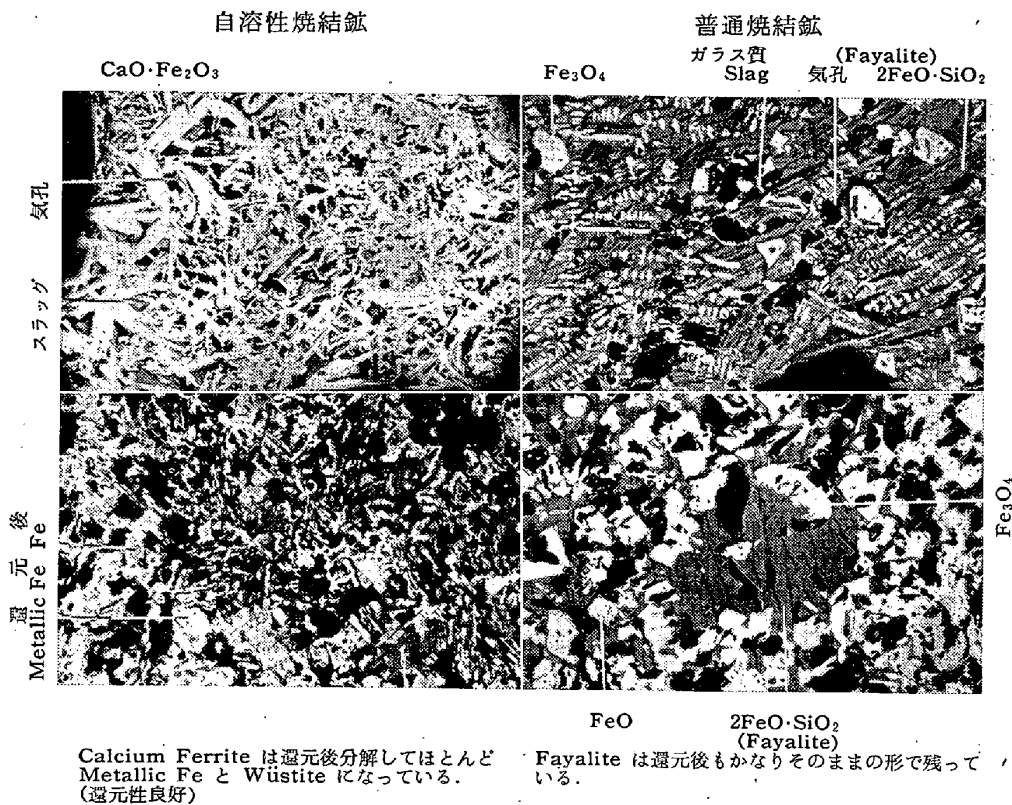 自溶性焼結鉱
普通焼結鉱
CaO·Fe₂O₃
Fe₃O₄
ガラス質
Slag
気孔
(Fayalite)
2FeO·SiO₂
気孔
スラッグ
還元後
Metallic Fe Fe
Fe₃O₄
FeO
2FeO·SiO₂
(Fayalite)
Calcium Ferrite は還元後分解してほとんど
Metallic Fe と Wüstite になっている.
(還元性良好)
Fayalite は還元後もかなりそのままの形で残って
いる.